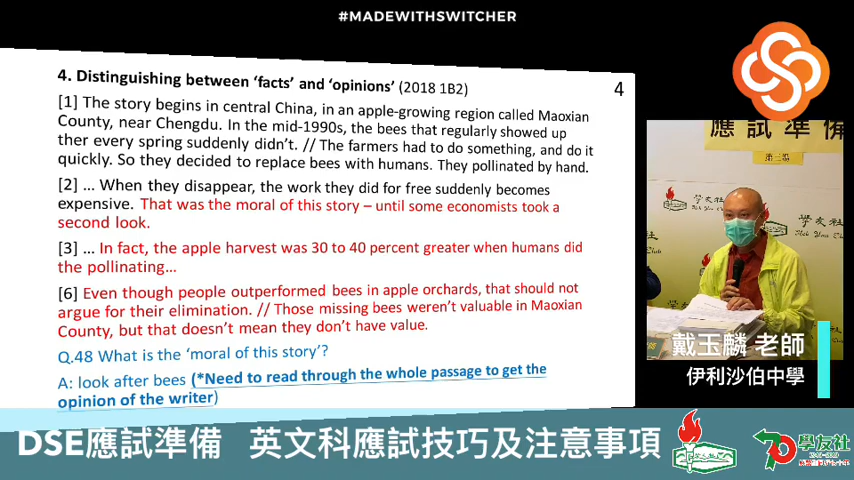 #MADEWITHSWITCHER
4. Distinguishing between ‘facts’ and ‘opinions’ (2018 1B2)
4
[1] The story begins in central China, in an apple-growing region called Maoxian
County, near Chengdu. In the mid-1990s, the bees that regularly showed up
ther every spring suddenly didn’t. // The farmers had to do something, and do it
quickly. So they decided to replace bees with humans. They pollinated by hand.
[2] ... When they disappear, the work they did for free suddenly becomes
expensive. That was the moral of this story – until some economists took a
second look.
[3] ... In fact, the apple harvest was 30 to 40 percent greater when humans did
the pollinating...
[6] Even though people outperformed bees in apple orchards, that should not
argue for their elimination. // Those missing bees weren’t valuable in Maoxian
County, but that doesn’t mean they don’t have value.
Q.48 What is the ‘moral of this story’?
A: look after bees (*Need to read through the whole passage to get the
opinion of the writer)
應試準備
第三場
學友社
戴玉麟 老師
伊利沙伯中學
DSE應試準備 英文科應試技巧及注意事項
70
學友社